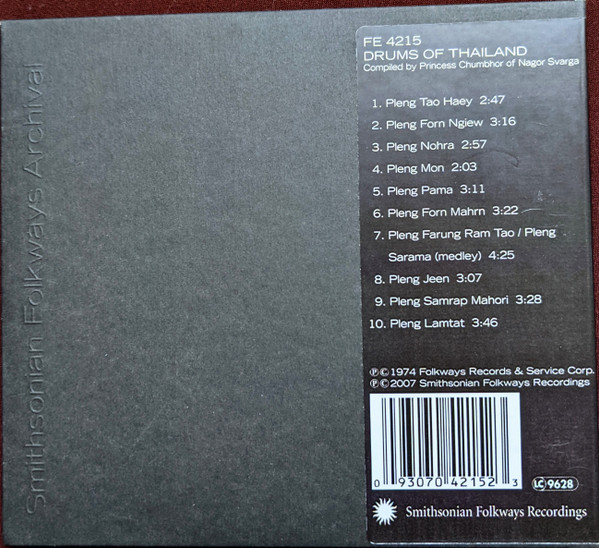 Smithsonian Folkways Archival
FE 4215
DRUMS OF THAILAND
Compiled by Princess Chumbhor of Nagor Svarga
1. Pleng Tao Haey 2:47
2. Pleng Forn Ngiew 3:16
3. Pleng Nohra 2:57
4. Pleng Mon 2:03
5. Pleng Pama 3:11
6. Pleng Forn Mahrn 3:22
7. Pleng Farung Ram Tao / Pleng
Sarama (medley) 4:25
8. Pleng Jeen 3:07
9. Pleng Samrap Mahori 3:28
10. Pleng Lamtat 3:46
℗© 1974 Folkways Records & Service Corp.
℗© 2007 Smithsonian Folkways Recordings
0 93070 42152 3
LC 9628
Smithsonian Folkways Recordings